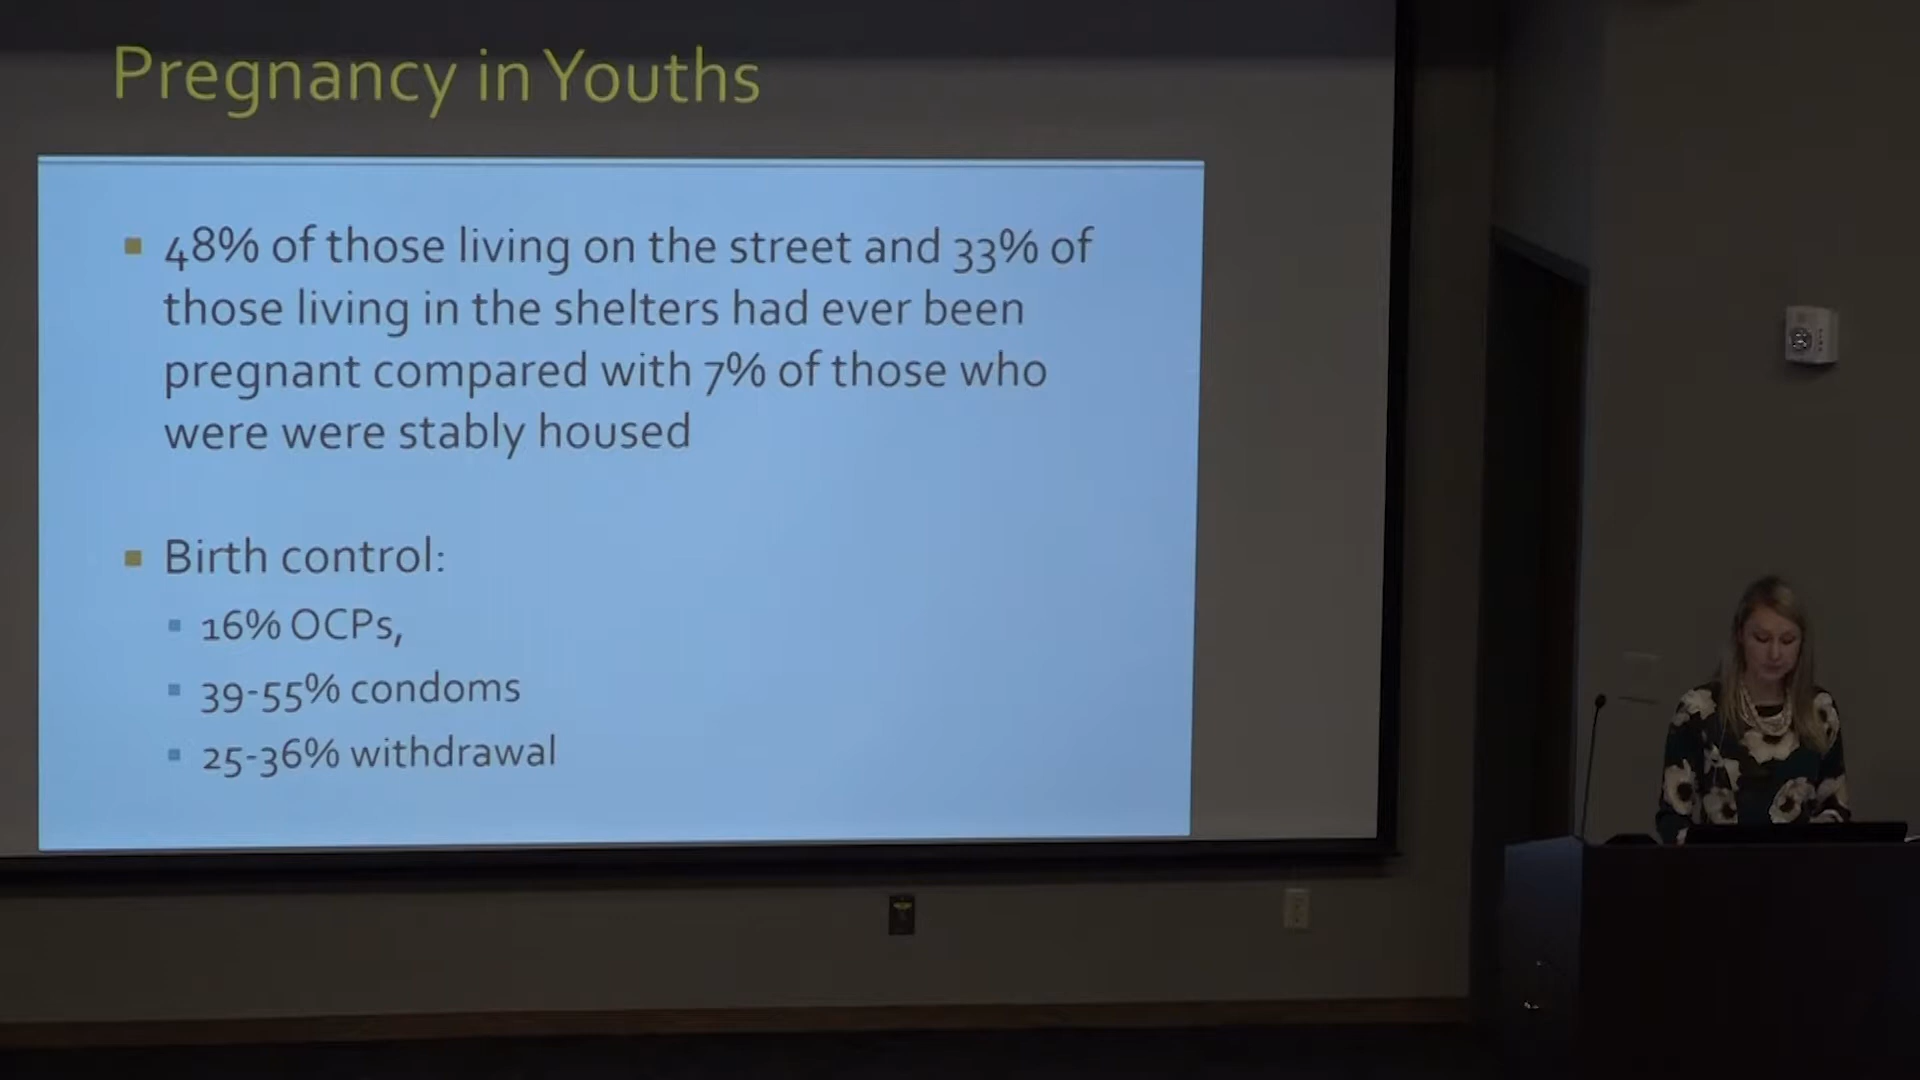 Pregnancy in Youths
48% of those living on the street and 33% of
those living in the shelters had ever been
pregnant compared with 7% of those who
were were stably housed
Birth control:
16% OCPs,
39-55% condoms
25-36% withdrawal